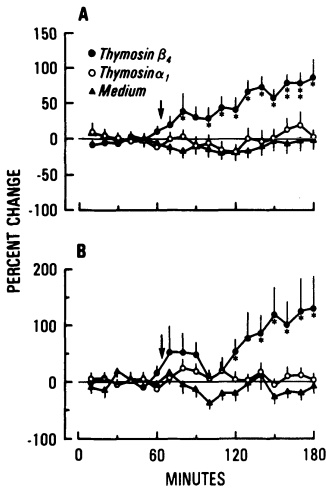 A
150
100
50
0
-50
-100
● Thymosin β4
○ Thymosin α1
▲ Medium
* * * * * * * * *
PERCENT CHANGE
B
200
100
0
-100
* * * * * * *
0 60 120 180
MINUTES